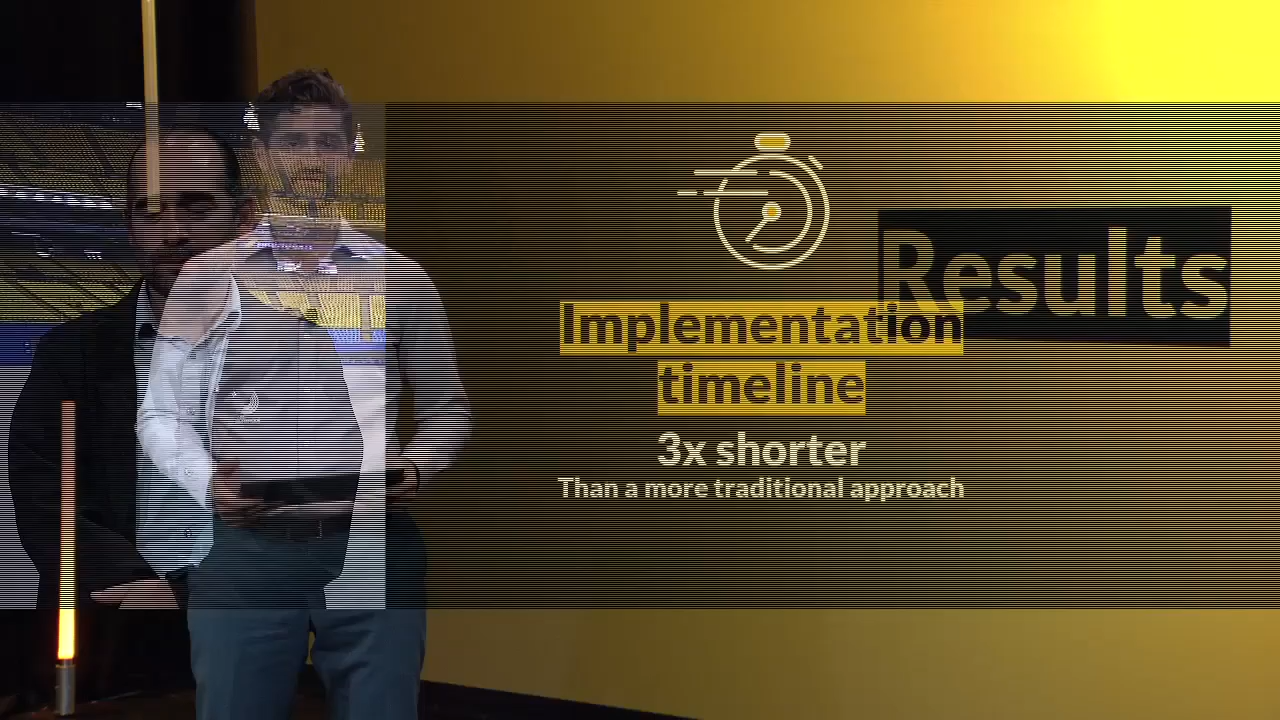 Results
Implementation
timeline
3x shorter
Than a more traditional approach